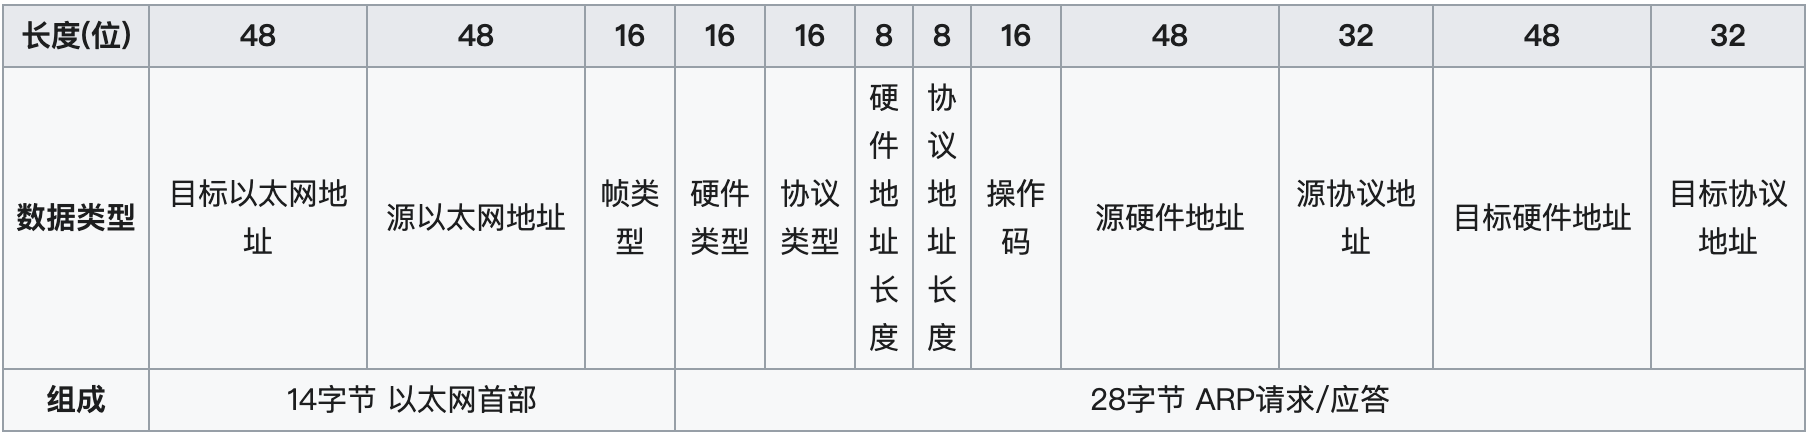 长度(位) 48 48 16 16 16 8 8 16 48 32 48 32
数据类型 目标以太网地址 源以太网地址 帧类型 硬件类型 协议类型 硬件地址长度 协议地址长度 操作码 源硬件地址 源协议地址 目标硬件地址 目标协议地址
组成 14字节 以太网首部 28字节 ARP请求/应答